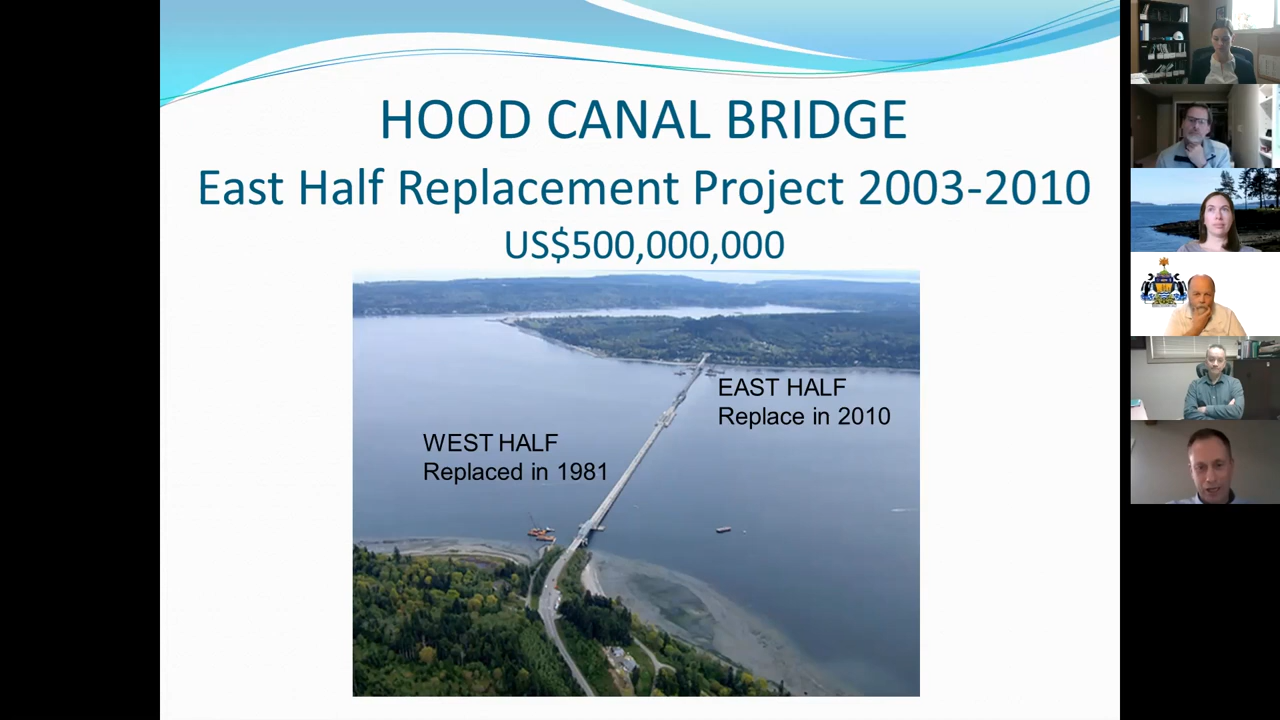 HOOD CANAL BRIDGE
East Half Replacement Project 2003-2010
US$500,000,000
EAST HALF
Replace in 2010
WEST HALF
Replaced in 1981